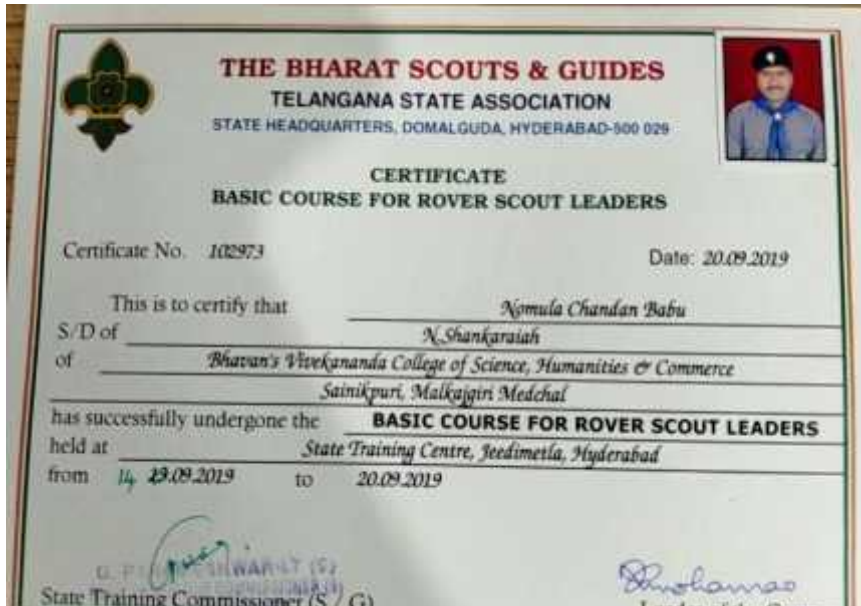 THE BHARAT SCOUTS & GUIDES
TELANGANA STATE ASSOCIATION
STATE HEADQUARTERS, DOMALGUDA, HYDERABAD-500 029
CERTIFICATE
BASIC COURSE FOR ROVER SCOUT LEADERS
Certificate No. 102973 Date: 20.09.2019
This is to certify that Nomula Chandan Babu
S/D of N.Shankaraiah
of Bhavan's Vivekananda College of Science, Humanities & Commerce
Sainikpuri, Malkajgiri Medchal
has successfully undergone the BASIC COURSE FOR ROVER SCOUT LEADERS
held at State Training Centre, Jeedimetla, Hyderabad
from 14 .09.2019 to 20.09.2019
State Training Commissioner (S / G)